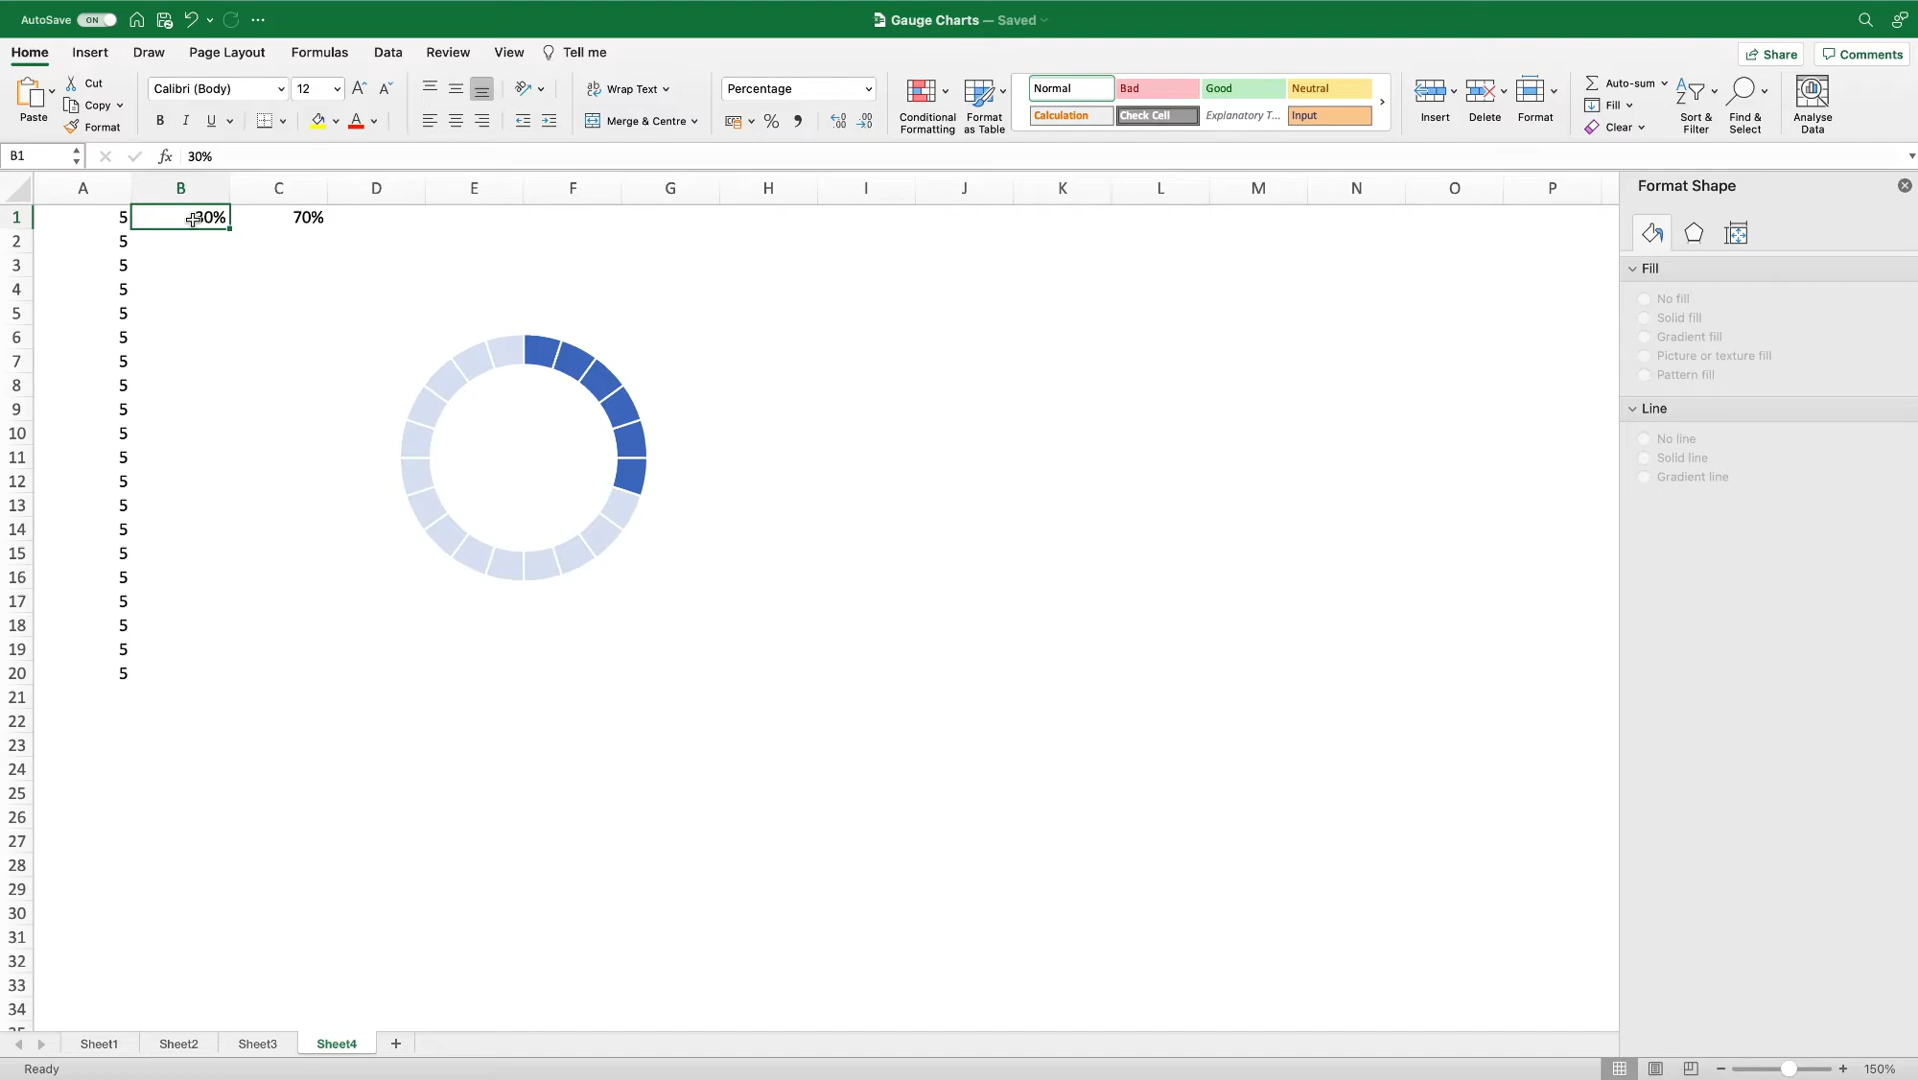 AutoSave ON
Gauge Charts — Saved
Home Insert Draw Page Layout Formulas Data Review View Tell me
Share Comments
Paste
Cut
Copy
Format
Calibri (Body) 12
B I U
Wrap Text
Merge & Centre
Percentage
Conditional Formatting
Format as Table
Normal Bad Good Neutral
Calculation Check Cell Explanatory T... Input
Insert Delete Format
Auto-sum
Fill
Clear
Sort & Filter
Find & Select
Analyse Data
B1 fx 30%
A B C D E F G H I J K L M N O P
1 5 30% 70%
2 5
3 5
4 5
5 5
6 5
7 5
8 5
9 5
10 5
11 5
12 5
13 5
14 5
15 5
16 5
17 5
18 5
19 5
20 5
21
22
23
24
25
26
27
28
29
30
31
32
33
34
Format Shape
Fill
No fill
Solid fill
Gradient fill
Picture or texture fill
Pattern fill
Line
No line
Solid line
Gradient line
Sheet1 Sheet2 Sheet3 Sheet4 +
Ready
150%